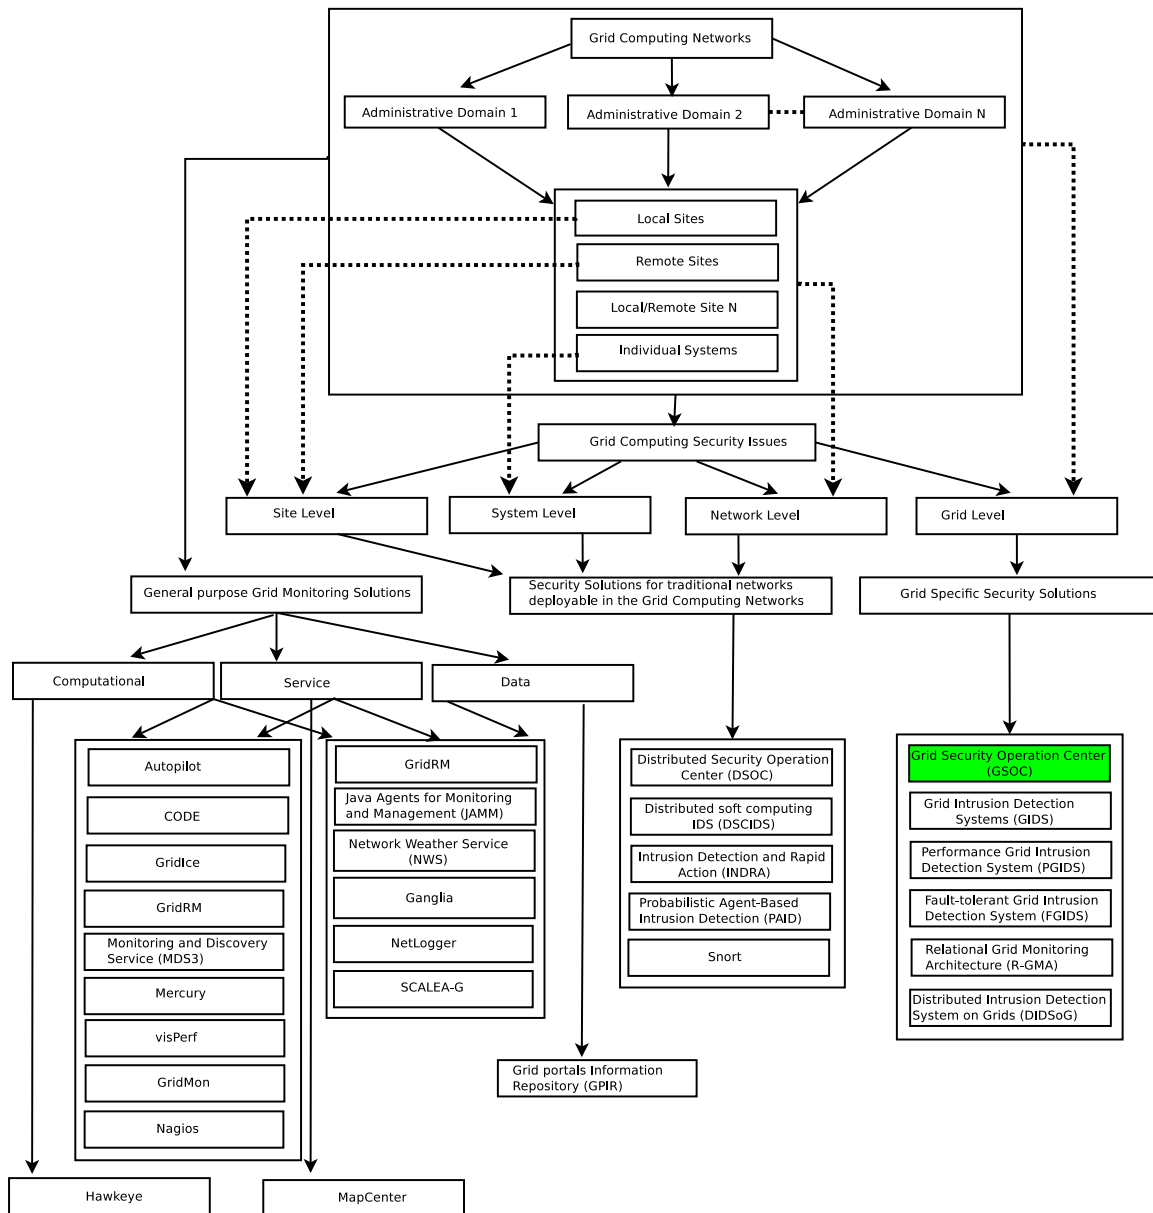 Grid Computing Networks
Administrative Domain 1
Administrative Domain 2
Administrative Domain N
Local Sites
Remote Sites
Local/Remote Site N
Individual Systems
Grid Computing Security Issues
Site Level
System Level
Network Level
Grid Level
General purpose Grid Monitoring Solutions
Security Solutions for traditional networks
deployable in the Grid Computing Networks
Grid Specific Security Solutions
Computational
Service
Data
Autopilot
CODE
GridIce
GridRM
Monitoring and Discovery
Service (MDS3)
Mercury
visPerf
GridMon
Nagios
GridRM
Java Agents for Monitoring
and Management (JAMM)
Network Weather Service
(NWS)
Ganglia
NetLogger
SCALEA-G
Distributed Security Operation
Center (DSOC)
Distributed soft computing
IDS (DSCIDS)
Intrusion Detection and Rapid
Action (INDRA)
Probabilistic Agent-Based
Intrusion Detection (PAID)
Snort
Grid Security Operation Center
(GSOC)
Grid Intrusion Detection
Systems (GIDS)
Performance Grid Intrusion
Detection System (PGIDS)
Fault-tolerant Grid Intrusion
Detection System (FGIDS)
Relational Grid Monitoring
Architecture (R-GMA)
Distributed Intrusion Detection
System on Grids (DIDSoG)
Grid portals Information
Repository (GPIR)
Hawkeye
MapCenter